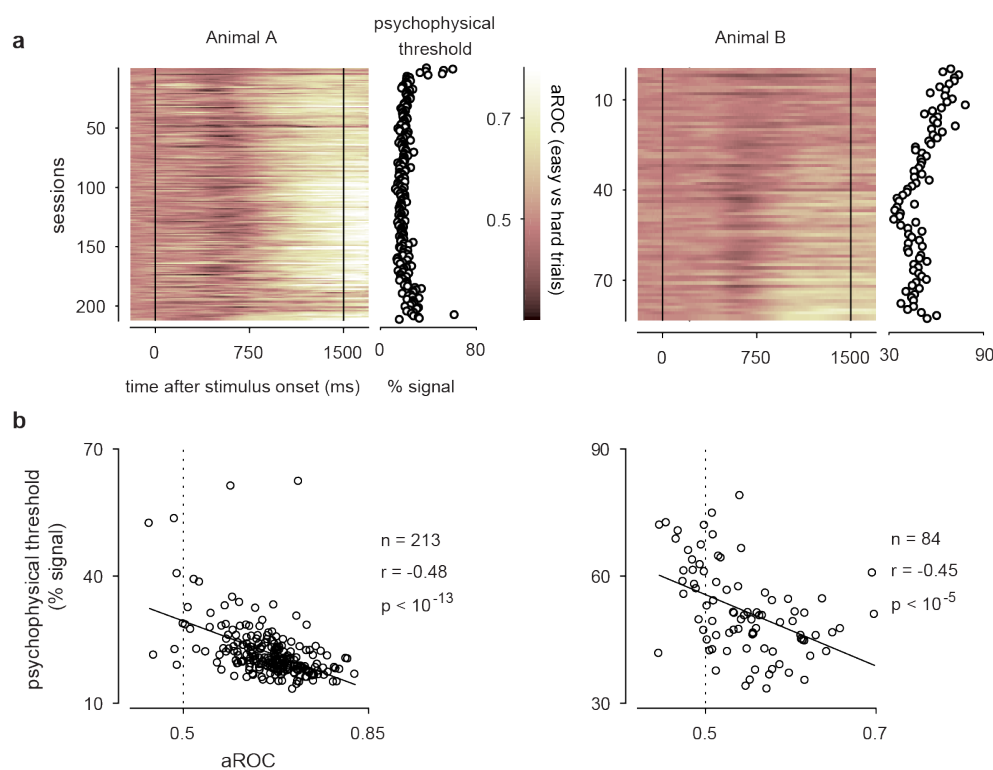 a
Animal A
psychophysical
threshold
Animal B
sessions
50
100
150
200
0
750
1500
time after stimulus onset (ms)
0
80
% signal
0.7
0.5
aROC (easy vs hard trials)
10
40
70
0
750
1500
30
90
b
psychophysical threshold
(% signal)
70
40
10
0.5
0.85
aROC
n = 213
r = -0.48
p < 10-13
90
60
30
0.5
0.7
n = 84
r = -0.45
p < 10-5